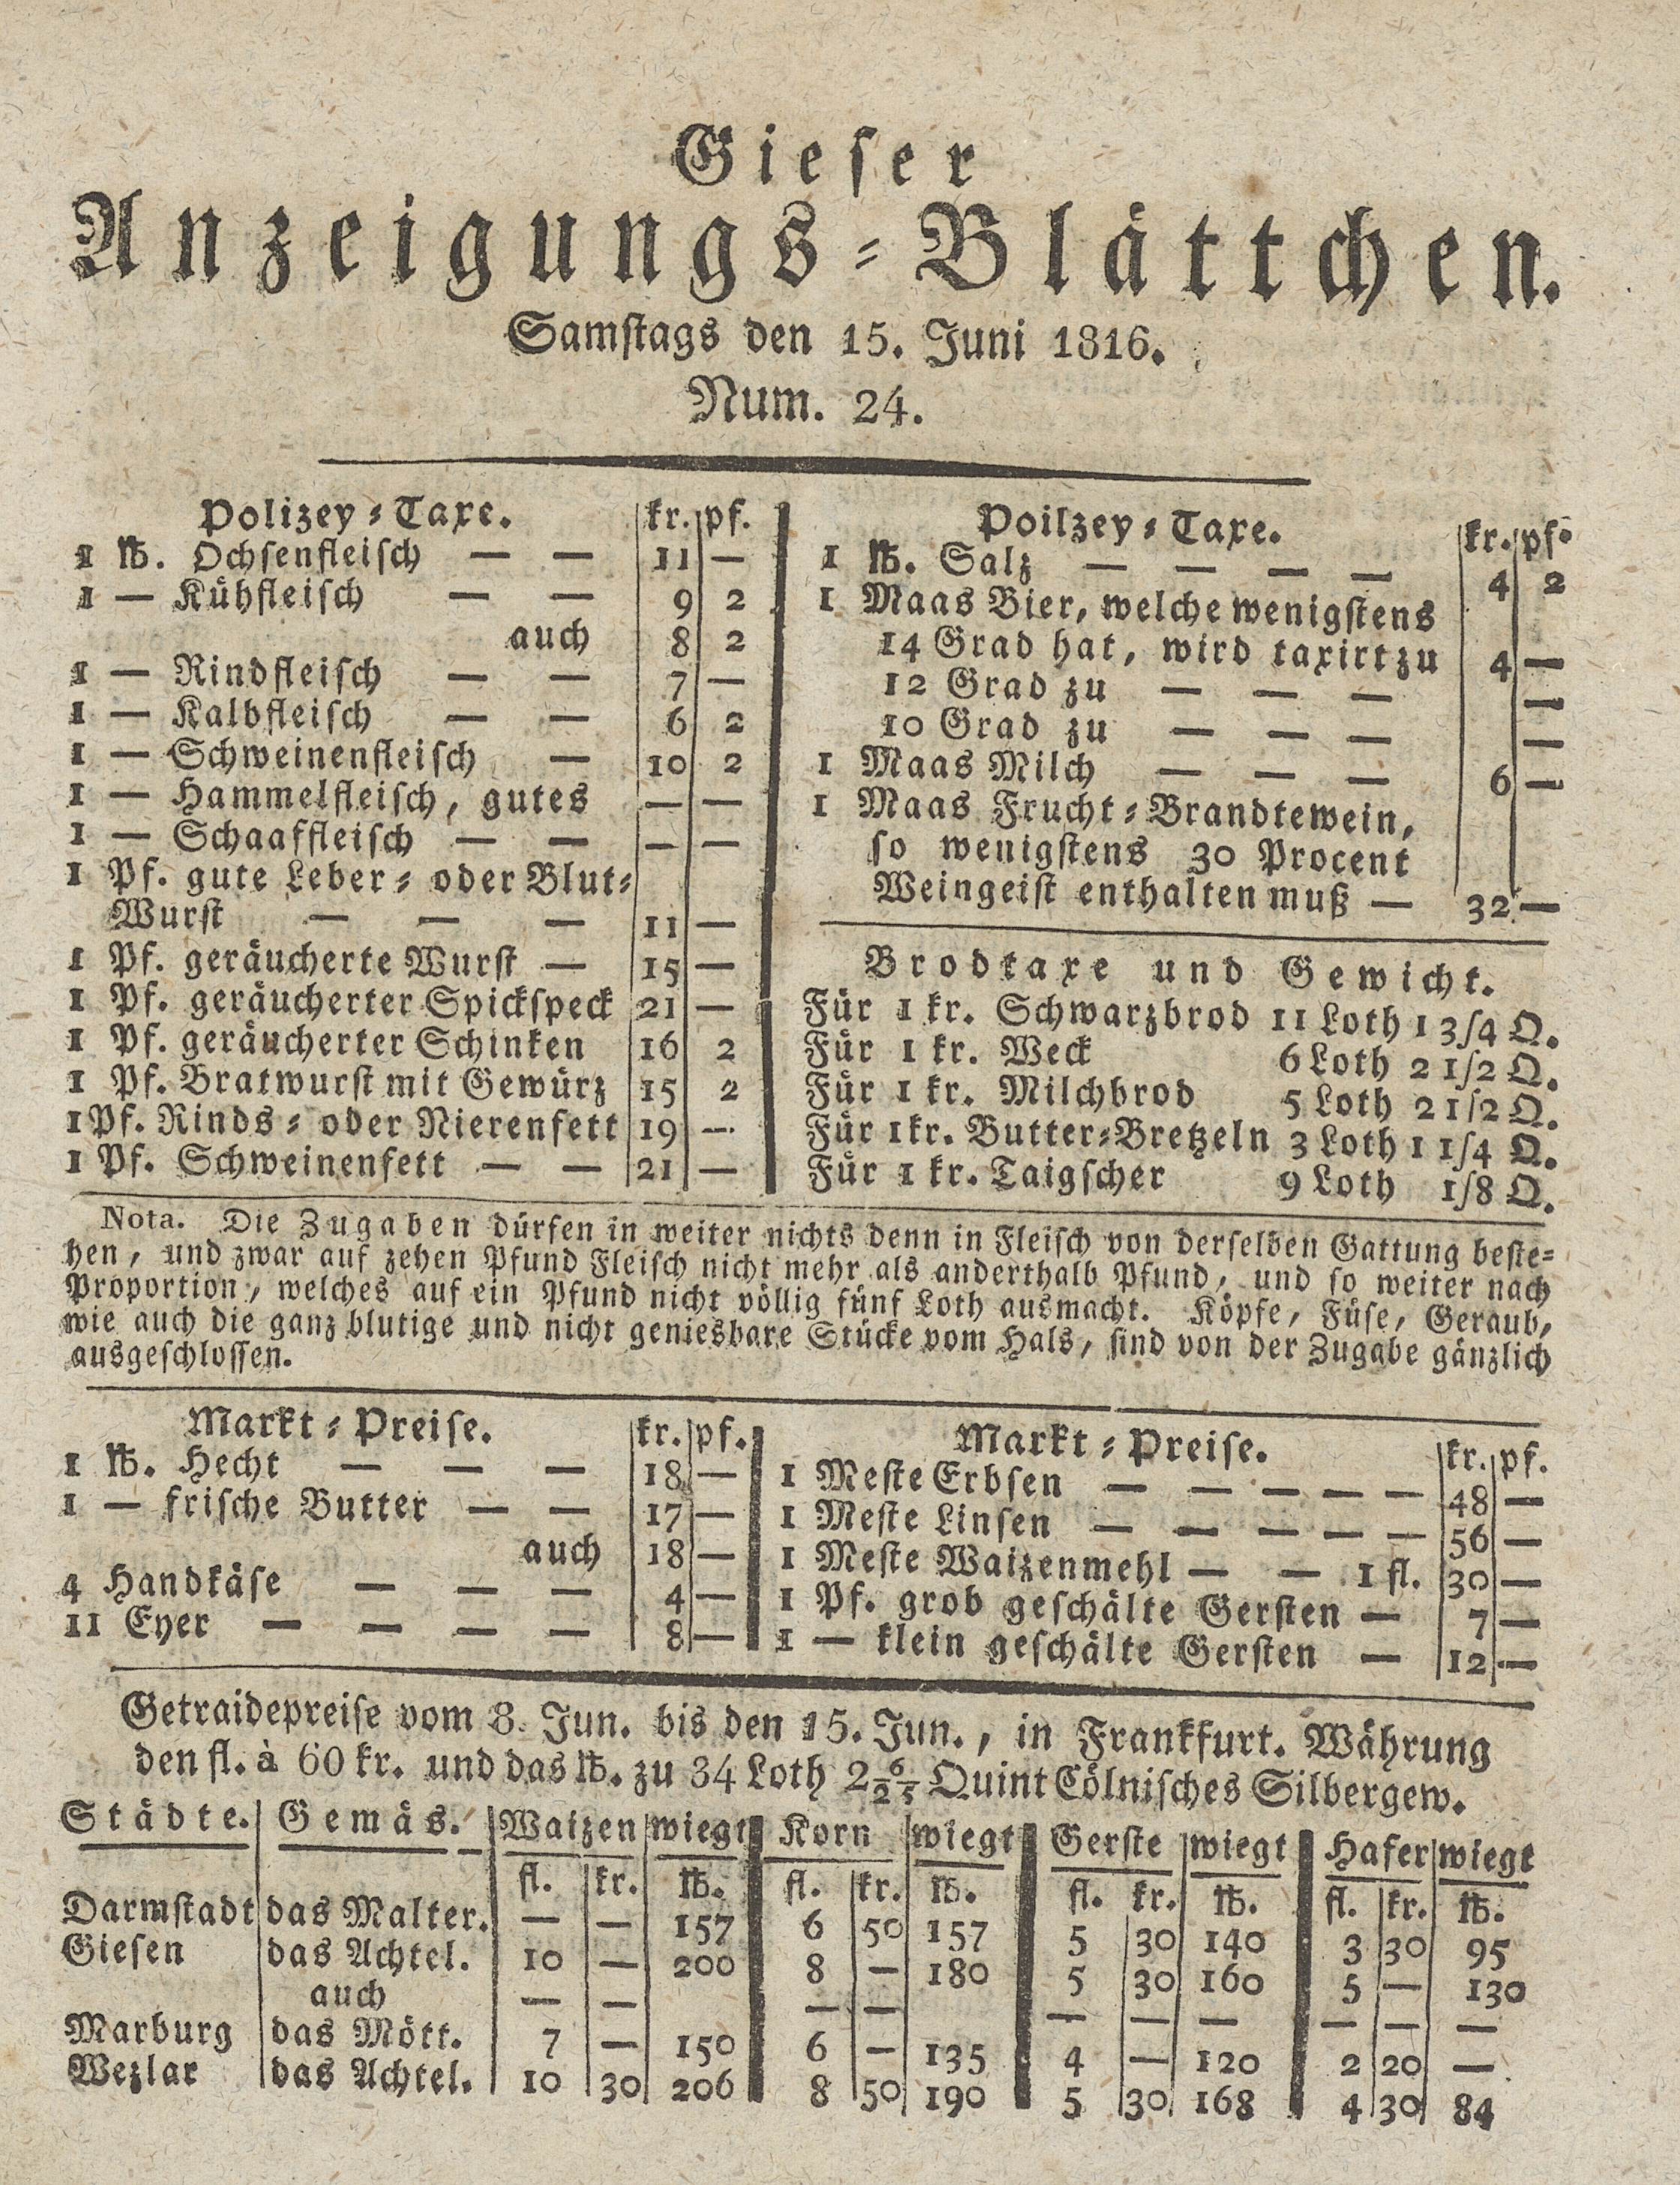 Gieser
Anzeigungs-Blättchen.
Samstags den 15. Juni 1816.
Num. 24.
Polizey-Taxe. kr. pf.
1 ℔. Ochsenfleisch — — 11 —
1 — Kühfleisch — — 9 2
auch 8 2
1 — Rindfleisch — — 7 —
1 — Kalbfleisch — — 6 2
1 — Schweinenfleisch — 10 2
1 — Hammelfleisch, gutes — —
1 — Schaaffleisch — — — —
1 Pf. gute Leber- oder Blut-
Wurst — — — 11 —
1 Pf. geräucherte Wurst — 15 —
1 Pf. geräucherter Spickspeck 21 —
1 Pf. geräucherter Schinken 16 2
1 Pf. Bratwurst mit Gewürz 15 2
1 Pf. Rinds- oder Nierenfett 19 —
1 Pf. Schweinenfett — — 21 —
Poilzey-Taxe. kr. pf.
1 ℔. Salz — — — — 4 2
1 Maas Bier, welche wenigstens
14 Grad hat, wird taxirt zu 4 —
12 Grad zu — — — —
10 Grad zu — — — —
1 Maas Milch — — — 6 —
1 Maas Frucht-Brandtewein,
so wenigstens 30 Procent
Weingeist enthalten muß — 32 —
Brodtaxe und Gewicht.
Für 1 kr. Schwarzbrod 11 Loth 1 3/4 Q.
Für 1 kr. Weck 6 Loth 2 1/2 Q.
Für 1 kr. Milchbrod 5 Loth 2 1/2 Q.
Für 1 kr. Butter-Bretzeln 3 Loth 1 1/4 Q.
Für 1 kr. Taigscher 9 Loth 1/8 Q.
Nota. Die Zugaben dürfen in weiter nichts denn in Fleisch von derselben Gattung beste-
hen, und zwar auf zehen Pfund Fleisch nicht mehr als anderthalb Pfund, und so weiter nach
Proportion, welches auf ein Pfund nicht völlig fünf Loth ausmacht. Köpfe, Füse, Geraub,
wie auch die ganz blutige und nicht geniesbare Stücke vom Hals, sind von der Zugabe gänzlich
ausgeschlossen.
Markt-Preise. kr. pf.
1 ℔. Hecht — — — 18 —
1 — frische Butter — — 17 —
auch 18 —
4 Handkäse — — — 4 —
11 Eyer — — — — 8 —
Markt-Preise. kr. pf.
1 Meste Erbsen — — — — — 48 —
1 Meste Linsen — — — — — 56 —
1 Meste Waizenmehl — — 1 fl. 30 —
1 Pf. grob geschälte Gersten — 7 —
1 — klein geschälte Gersten — 12 —
Getraidepreise vom 8. Jun. bis den 15. Jun., in Frankfurt. Währung
den fl. à 60 kr. und das ℔. zu 34 Loth 2 6/25 Quint Cölnisches Silbergew.
Städte. Gemäs. Waizen wiegt Korn wiegt Gerste wiegt Hafer wiegt
fl. kr. ℔. fl. kr. ℔. fl. kr. ℔. fl. kr. ℔.
Darmstadt das Malter. — — 157 6 50 157 5 30 140 3 30 95
Giesen das Achtel. 10 — 200 8 — 180 5 30 160 5 — 130
auch — — — — — — — — — —
Marburg das Mött. 7 — 150 6 — 135 4 — 120 2 20 —
Wezlar das Achtel. 10 30 206 8 50 190 5 30 168 4 30 84